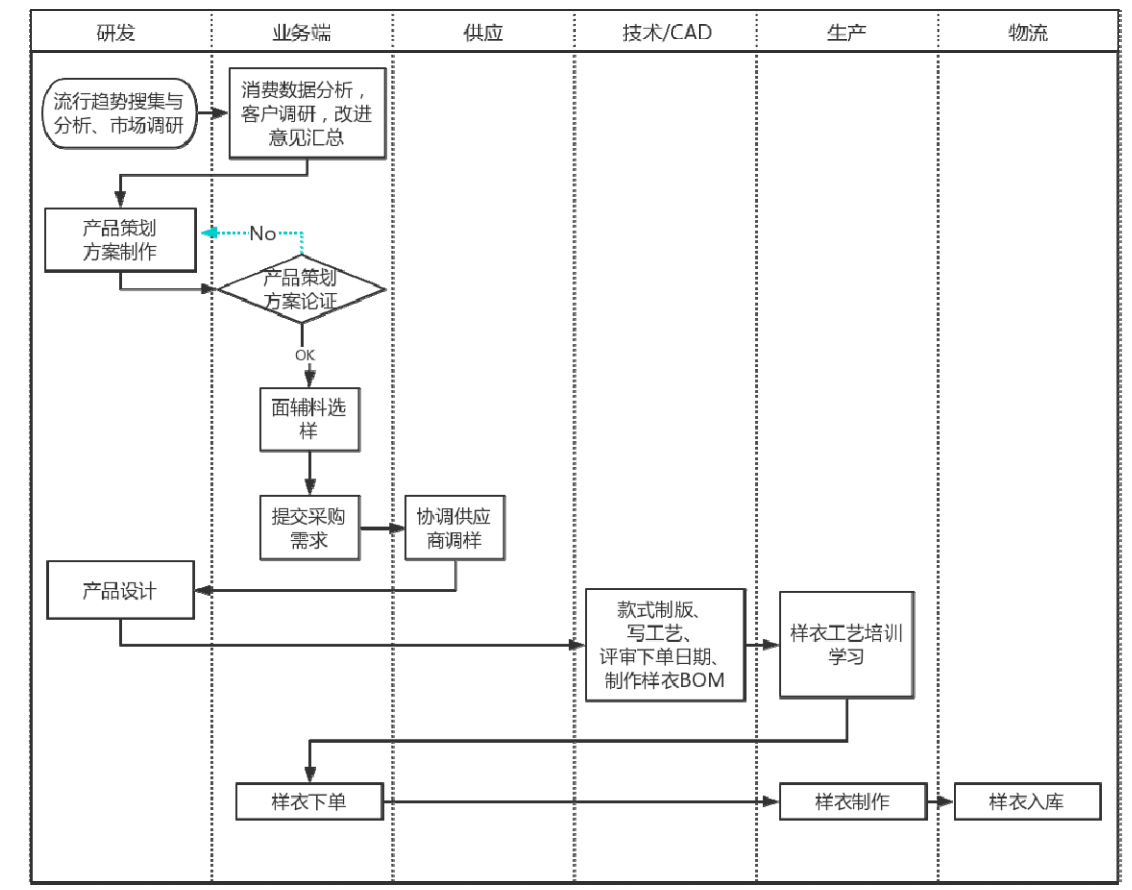 研发
业务端
供应
技术/CAD
生产
物流
流行趋势搜集与
分析、市场调研
消费数据分析，
客户调研，改进
意见汇总
产品策划
方案制作
No
产品策划
方案论证
OK
面辅料选
样
提交采购
需求
协调供应
商调样
产品设计
款式制版、
写工艺、
评审下单日期、
制作样衣BOM
样衣工艺培训
学习
样衣下单
样衣制作
样衣入库